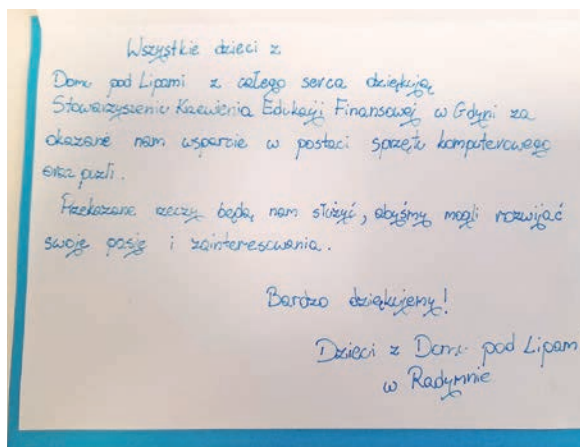 Wszystkie dzieci z
Domu pod Lipami z całego serca dziękują
Stowarzyszeniu Krzewienia Edukacji Finansowej w Gdyni za
okazane nam wsparcie w postaci sprzętu komputerowego
oraz puzzli.
Przekazane rzeczy będą nam służyć, abyśmy mogli rozwijać
swoje pasje i zainteresowania.
Bardzo dziękujemy!
Dzieci z Domu pod Lipam
w Radymnie